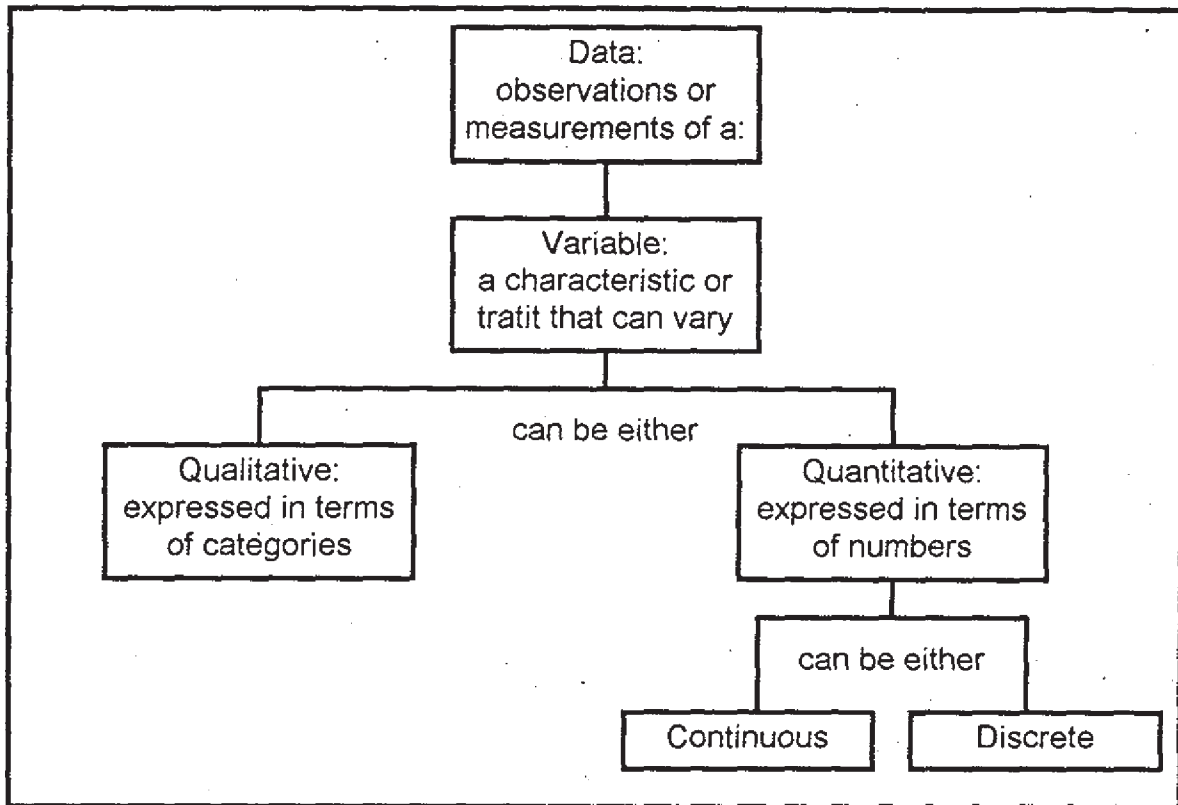 Data:
observations or
measurements of a:
Variable:
a characteristic or
tratit that can vary
can be either
Qualitative:
expressed in terms
of categories
Quantitative:
expressed in terms
of numbers
can be either
Continuous
Discrete